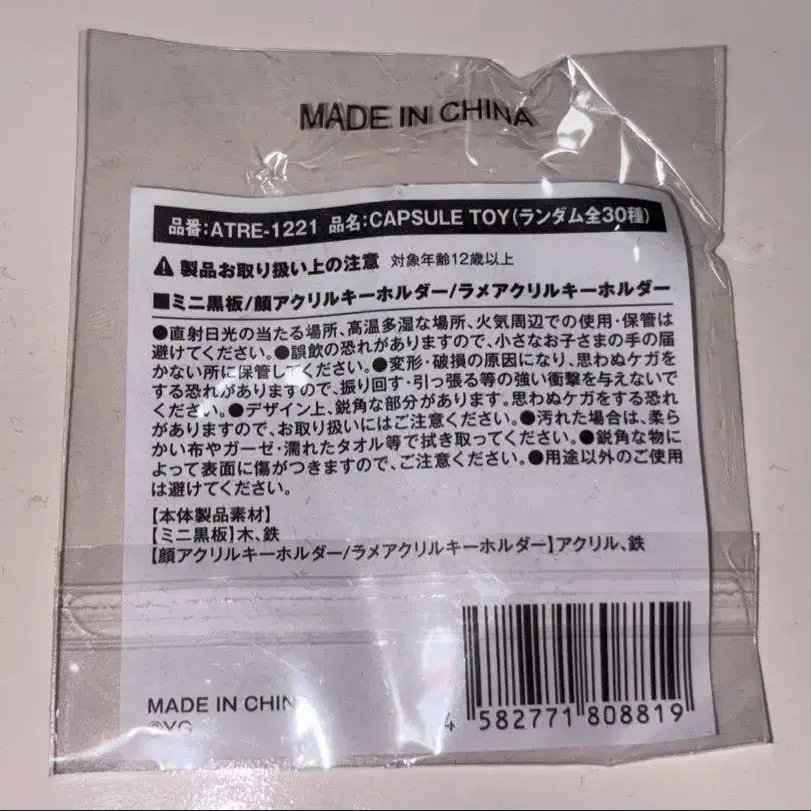 MADE IN CHINA
品番:ATRE-1221 品名:CAPSULE TOY(ランダム全30種)
製品お取り扱い上の注意 対象年齢12歳以上
■ミニ黒板/顔アクリルキーホルダー/ラメアクリルキーホルダー
●直射日光の当たる場所、高温多湿な場所、火気周辺での使用・保管は
避けてください。●誤飲の恐れがありますので、小さなお子さまの手の届
かない所に保管してください。●変形・破損の原因になり、思わぬケガを
する恐れがありますので、振り回す・引っ張る等の強い衝撃を与えないで
ください。●デザイン上、鋭角な部分があります。思わぬケガをする恐れ
がありますので、お取り扱いにはご注意ください。●汚れた場合は、柔ら
かい布やガーゼ・濡れたタオル等で拭き取ってください。●鋭角な物に
よって表面に傷がつきますので、ご注意ください。●用途以外のご使用
は避けてください。
【本体製品素材】
【ミニ黒板】木、鉄
【顔アクリルキーホルダー/ラメアクリルキーホルダー】アクリル、鉄
MADE IN CHIN
©YG
4 582771 808819